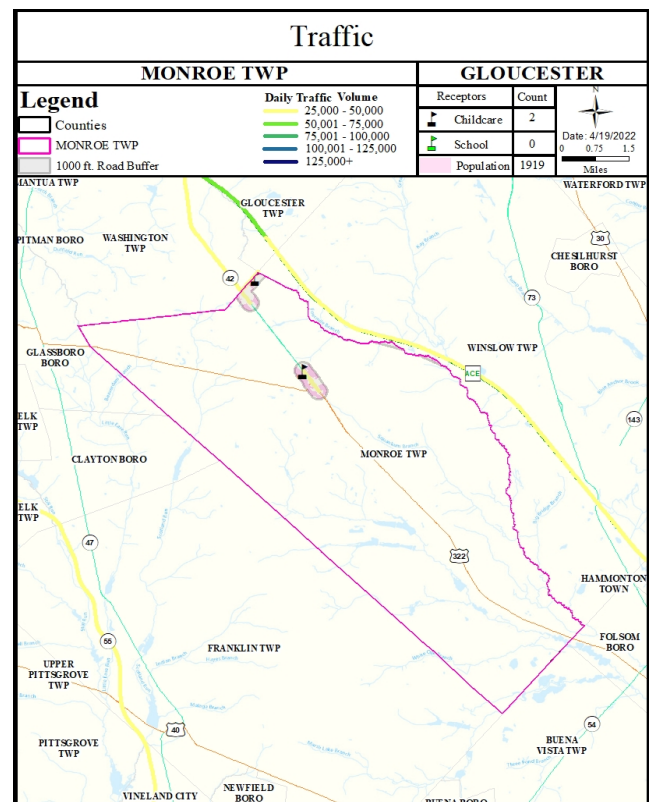 Traffic
MONROE TWP
GLOUCESTER
Legend
Counties
MONROE TWP
1000 ft. Road Buffer
Daily Traffic Volume
25,000 - 50,000
50,001 - 75,000
75,001 - 100,000
100,001 - 125,000
125,000+
Receptors
Count
Childcare
2
School
0
Population
1919
N
Date: 4/19/2022
0 0.75 1.5
Miles
MANTUA TWP
GLOUCESTER
TWP
WATERFORD TWP
PITMAN BORO
WASHINGTON
TWP
30
CHESILHURST
BORO
42
73
GLASSBORO
BORO
WINSLOW TWP
ACE
ELK
TWP
143
CLAYTON BORO
MONROE TWP
ELK
TWP
47
322
HAMMONTON
TOWN
55
FRANKLIN TWP
FOLSOM
BORO
UPPER
PITTSGROVE
TWP
40
54
PITTSGROVE
TWP
BUENA
VISTA TWP
VINELAND CITY
NEWFIELD
BORO
BUENA BORO